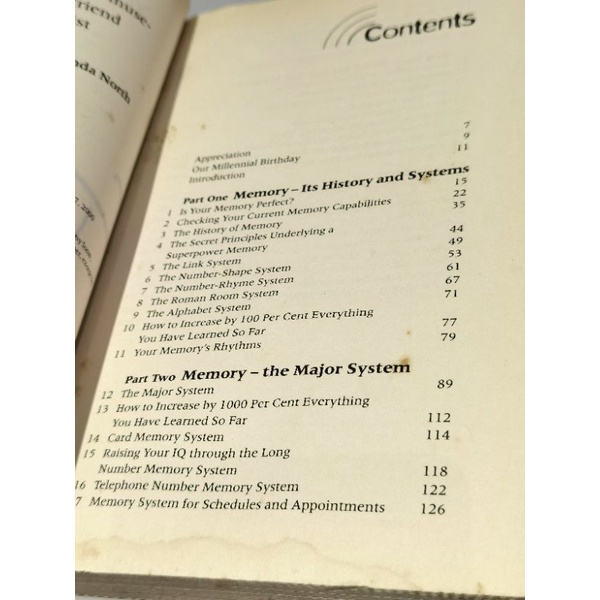 muse-
riend
st
oda North
Contents
Appreciation 7
Our Millennial Birthday 9
Introduction 11
Part One Memory – Its History and Systems
1 Is Your Memory Perfect? 15
2 Checking Your Current Memory Capabilities 22
3 The History of Memory 35
4 The Secret Principles Underlying a
Superpower Memory 44
5 The Link System 49
6 The Number-Shape System 53
7 The Number-Rhyme System 61
8 The Roman Room System 67
9 The Alphabet System 71
10 How to Increase by 100 Per Cent Everything
You Have Learned So Far 77
11 Your Memory's Rhythms 79
Part Two Memory – the Major System
12 The Major System 89
13 How to Increase by 1000 Per Cent Everything
You Have Learned So Far 112
14 Card Memory System 114
15 Raising Your IQ through the Long
Number Memory System 118
16 Telephone Number Memory System 122
7 Memory System for Schedules and Appointments 126